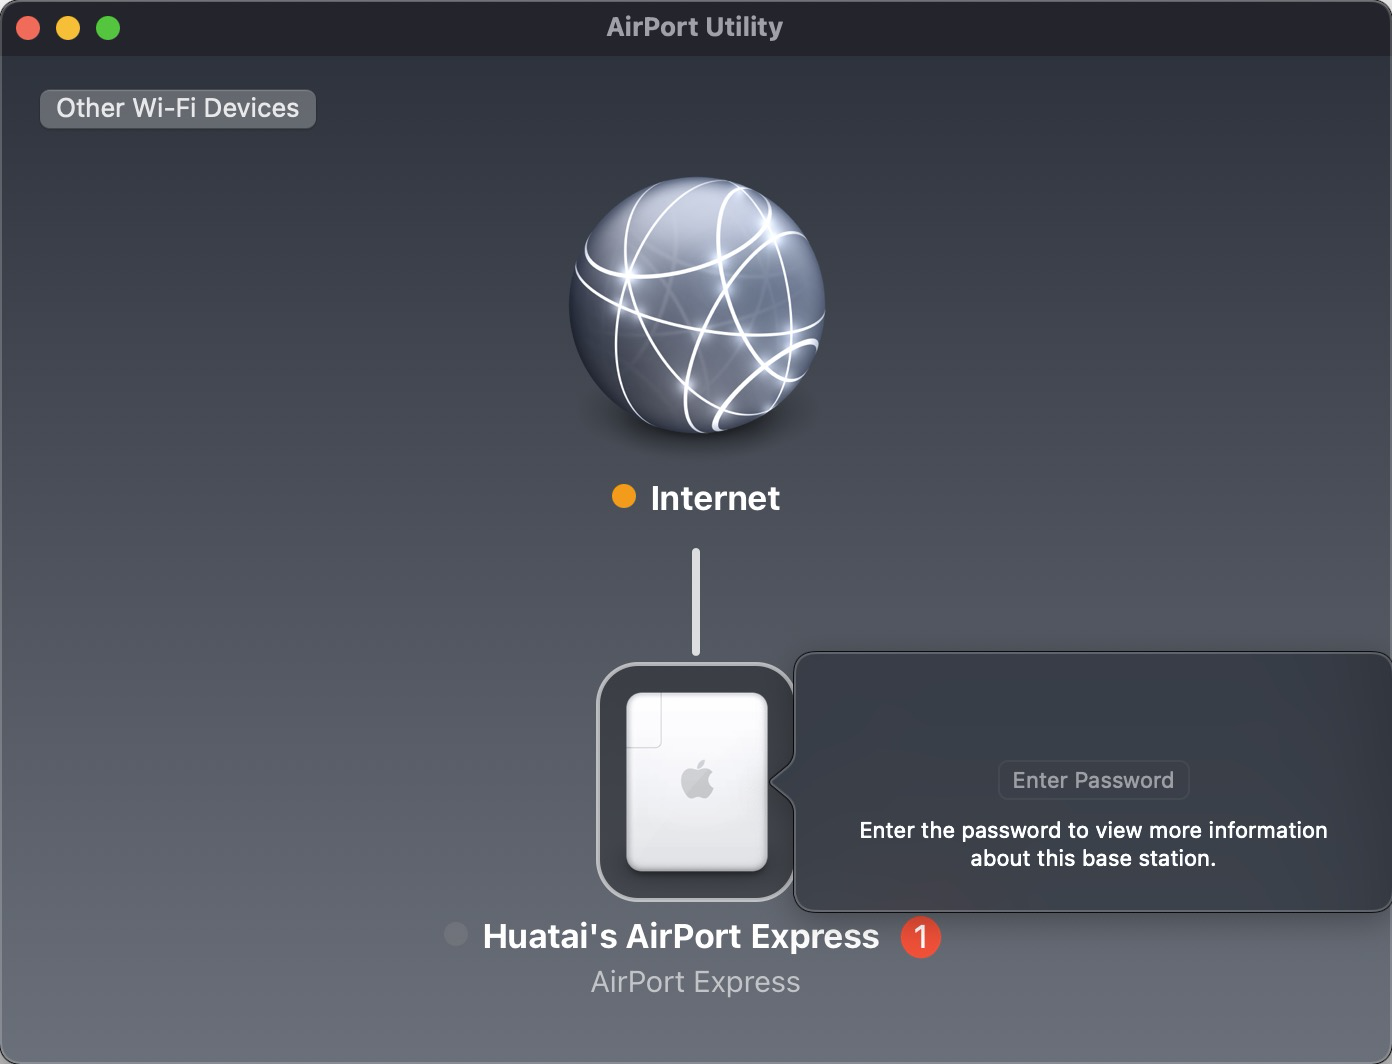 AirPort Utility
Other Wi-Fi Devices
Internet
Enter Password
Enter the password to view more information
about this base station.
Huatai's AirPort Express 1
AirPort Express